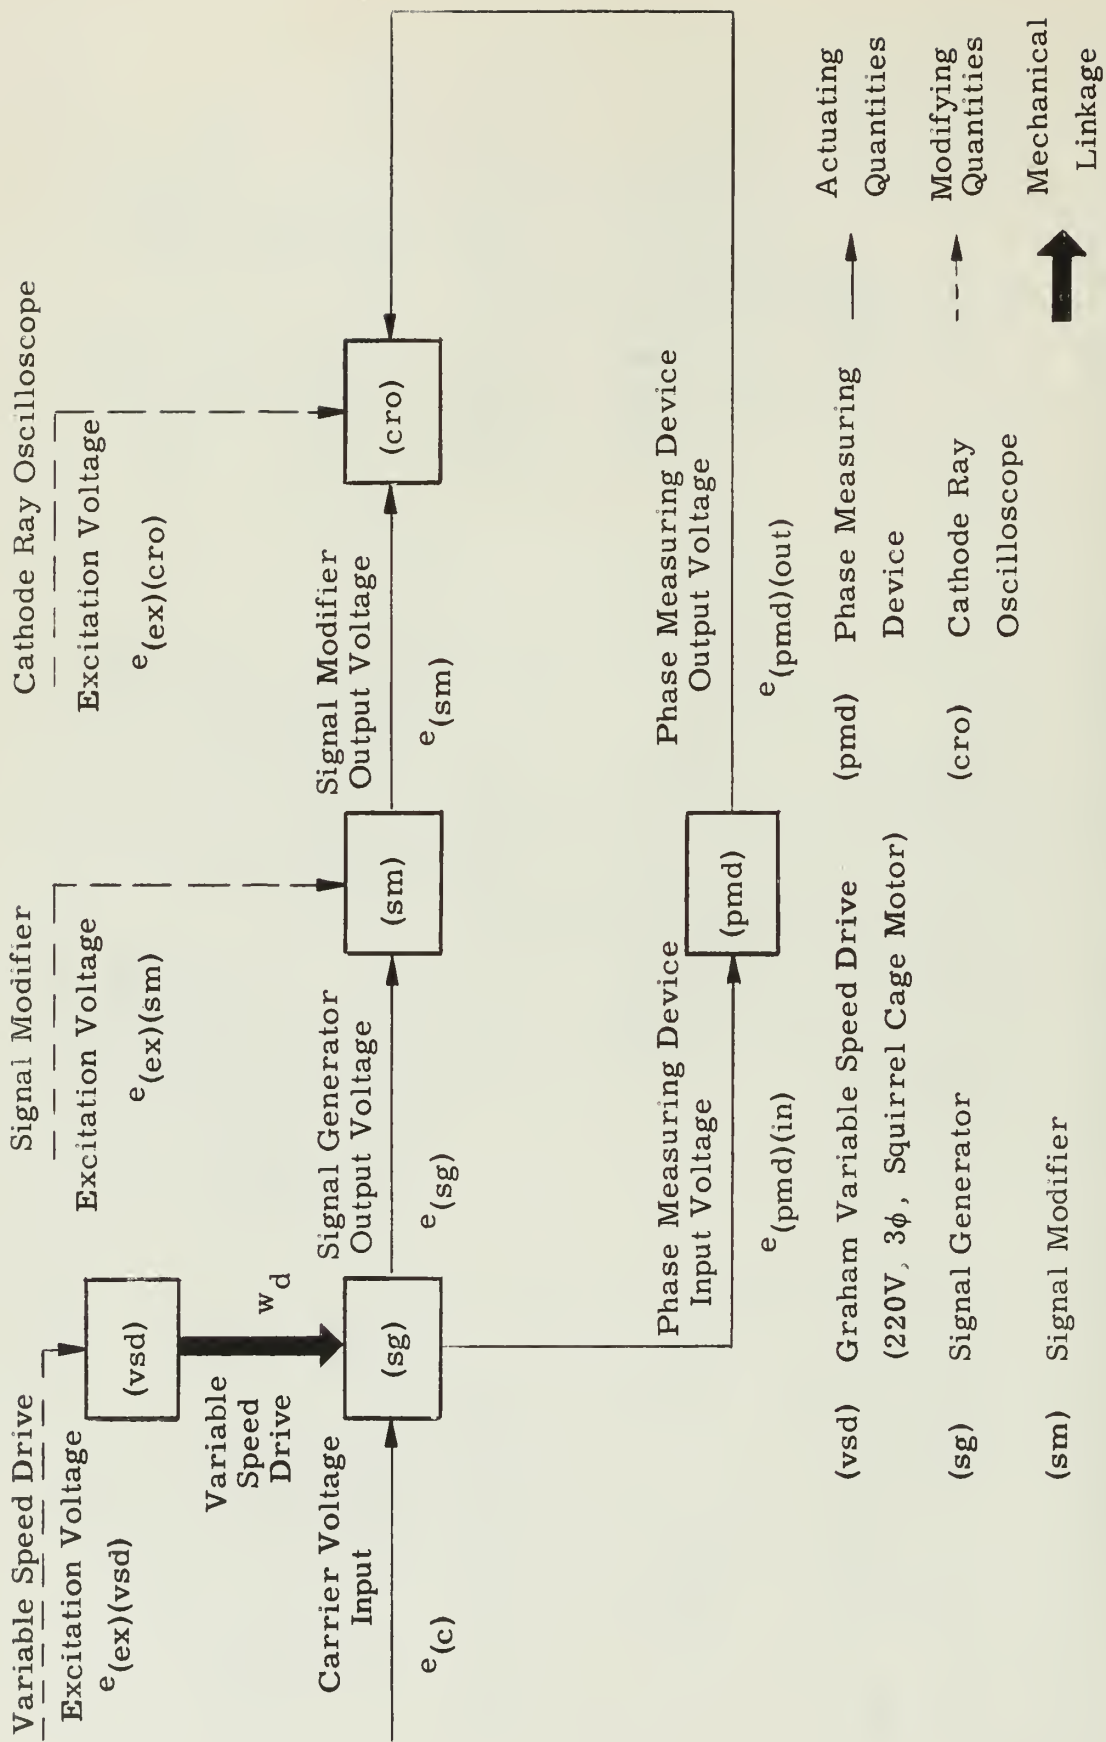 Variable Speed Drive
Excitation Voltage
e(ex)(vsd)
(vsd)
Variable
Speed
Drive
w_d
Carrier Voltage
Input
e(c)
(sg)
Signal Modifier
Excitation Voltage
e(ex)(sm)
Signal Generator
Output Voltage
e(sg)
(sm)
Cathode Ray Oscilloscope
Excitation Voltage
e(ex)(cro)
Signal Modifier
Output Voltage
e(sm)
(cro)
Phase Measuring Device
Input Voltage
e(pmd)(in)
(pmd)
Phase Measuring Device
Output Voltage
e(pmd)(out)
(vsd) Graham Variable Speed Drive
(220V, 3ϕ, Squirrel Cage Motor)
(sg) Signal Generator
(sm) Signal Modifier
(pmd) Phase Measuring
Device
(cro) Cathode Ray
Oscilloscope
Actuating
Quantities
Modifying
Quantities
Mechanical
Linkage